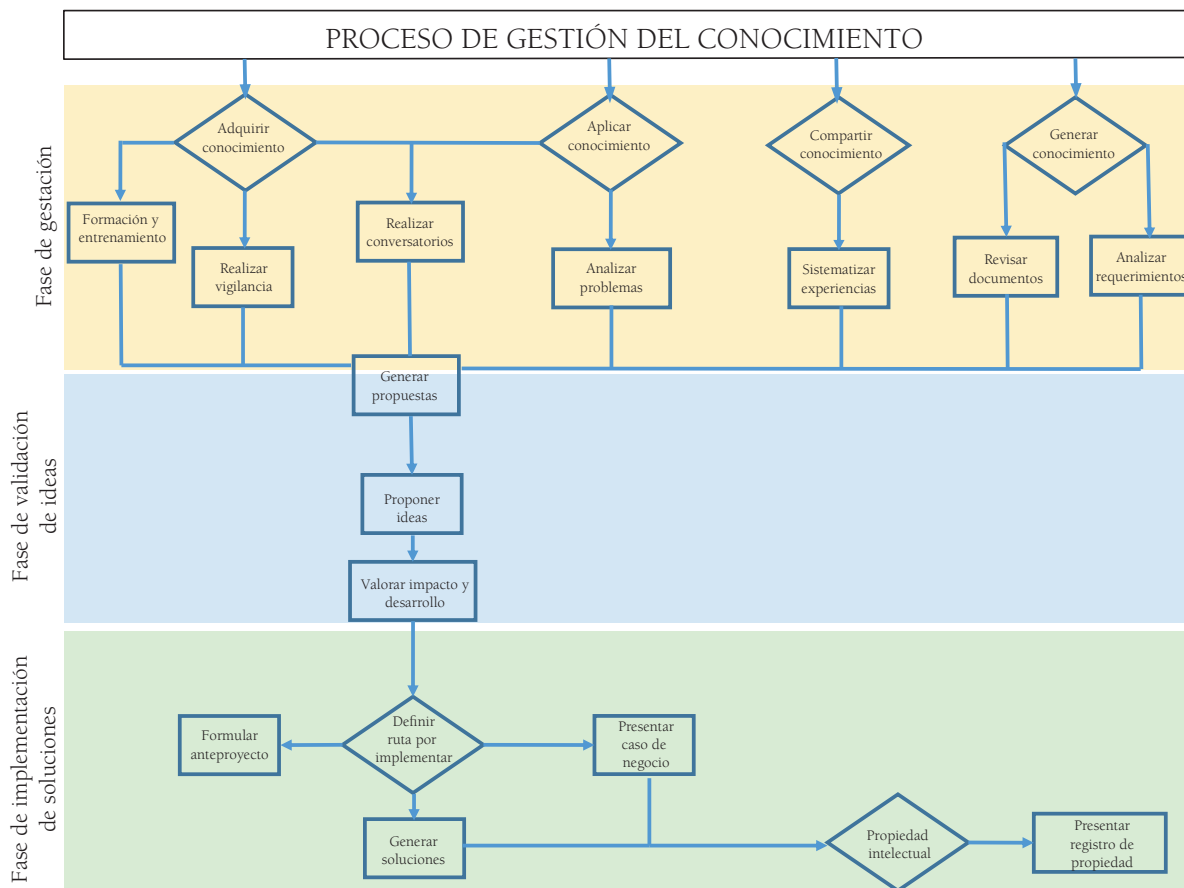 PROCESO DE GESTIÓN DEL CONOCIMIENTO
Fase de gestación
Adquirir
conocimiento
Aplicar
conocimiento
Compartir
conocimiento
Generar
conocimiento
Formación y
entrenamiento
Realizar
vigilancia
Realizar
conversatorios
Analizar
problemas
Sistematizar
experiencias
Revisar
documentos
Analizar
requerimientos
Fase de validación
de ideas
Generar
propuestas
Proponer
ideas
Valorar impacto y
desarrollo
Fase de implementación
de soluciones
Formular
anteproyecto
Definir
ruta por
implementar
Presentar
caso de
negocio
Generar
soluciones
Propiedad
intelectual
Presentar
registro de
propiedad